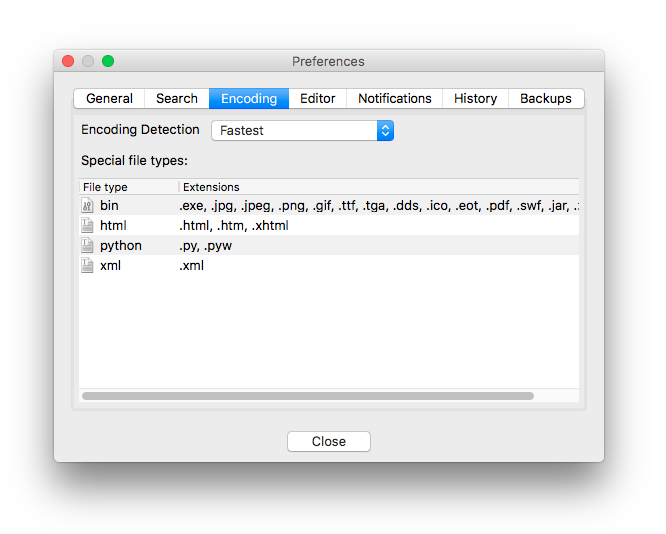 Preferences
General Search Encoding Editor Notifications History Backups
Encoding Detection Fastest
Special file types:
File type Extensions
bin .exe, .jpg, .jpeg, .png, .gif, .ttf, .tga, .dds, .ico, .eot, .pdf, .swf, .jar,
html .html, .htm, .xhtml
python .py, .pyw
xml .xml
Close